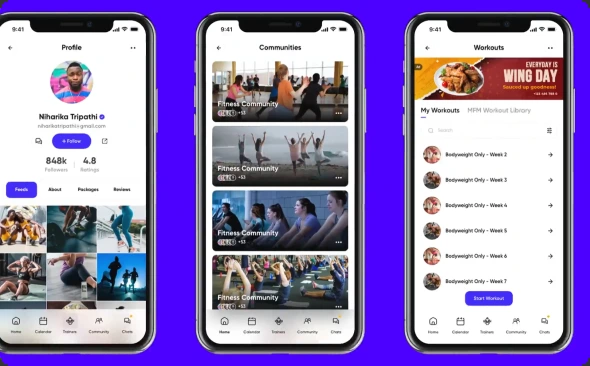 9:41
Profile
Niharika Tripathi
niharikatripathi@gmail.com
+ Follow
848k
4.8
Followers
Ratings
Feeds
About
Packages
Reviews
Home
Calendar
Trainers
Community
Chats
9:41
Communities
Fitness Community
+53
Fitness Community
+53
Fitness Community
+53
Fitness Community
+53
Home
Calendar
Trainers
Community
Chats
9:41
Workouts
EVERYDAY IS
WING DAY
Sauced up goodness!
My Workouts
MFM Workout Library
Search
Bodyweight Only - Week 2
Bodyweight Only - Week 3
Bodyweight Only - Week 4
Bodyweight Only - Week 5
Bodyweight Only - Week 6
Bodyweight Only - Week 7
Start Workout
Home
Calendar
Trainers
Community
Chats